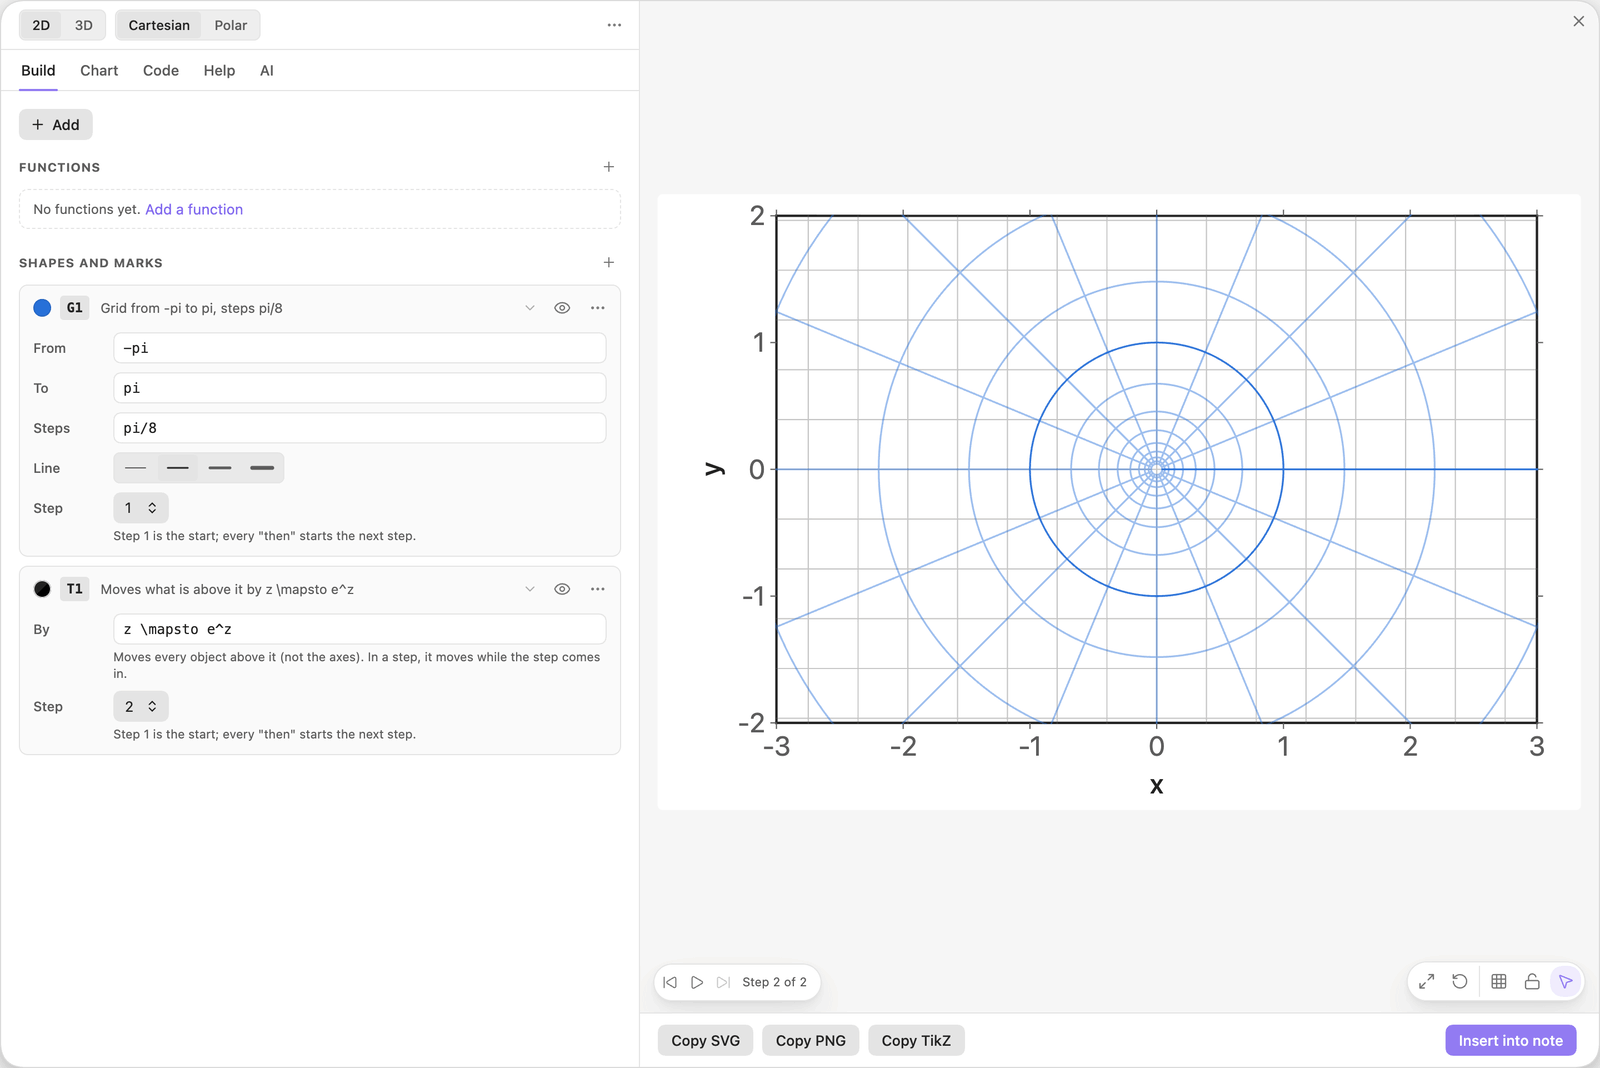 2D 3D Cartesian Polar
Build Chart Code Help AI
+ Add
FUNCTIONS
No functions yet. Add a function
SHAPES AND MARKS
G1 Grid from -pi to pi, steps pi/8
From −pi
To pi
Steps pi/8
Line
Step 1
Step 1 is the start; every "then" starts the next step.
T1 Moves what is above it by z \mapsto e^z
By z \mapsto e^z
Moves every object above it (not the axes). In a step, it moves while the step comes
in.
Step 2
Step 1 is the start; every "then" starts the next step.
2
1
y 0
-1
-2
-3 -2 -1 0 1 2 3
x
Step 2 of 2
Copy SVG Copy PNG Copy TikZ Insert into note